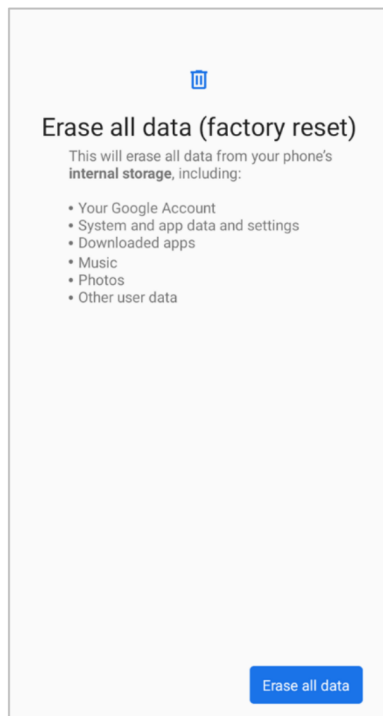 Erase all data (factory reset)
This will erase all data from your phone's
internal storage, including:
• Your Google Account
• System and app data and settings
• Downloaded apps
• Music
• Photos
• Other user data
Erase all data